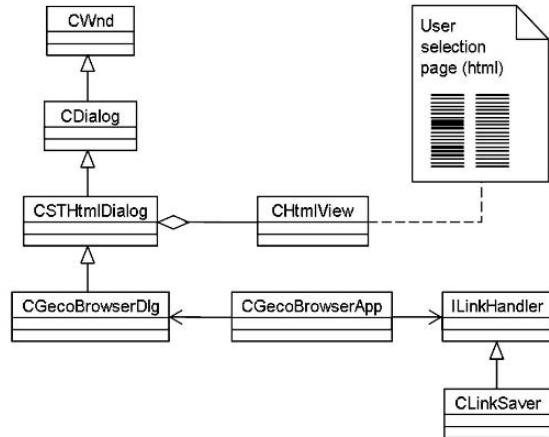 CWnd
User
selection
page (html)
CDialog
CSTHtmlDialog
CHtmlView
CGecoBrowserDlg
CGecoBrowserApp
ILinkHandler
CLinkSaver